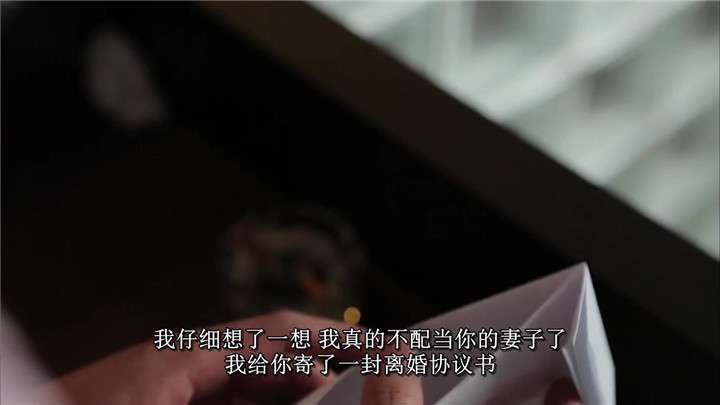 我仔细想了一想 我真的不配当你的妻子了
我给你寄了一封离婚协议书